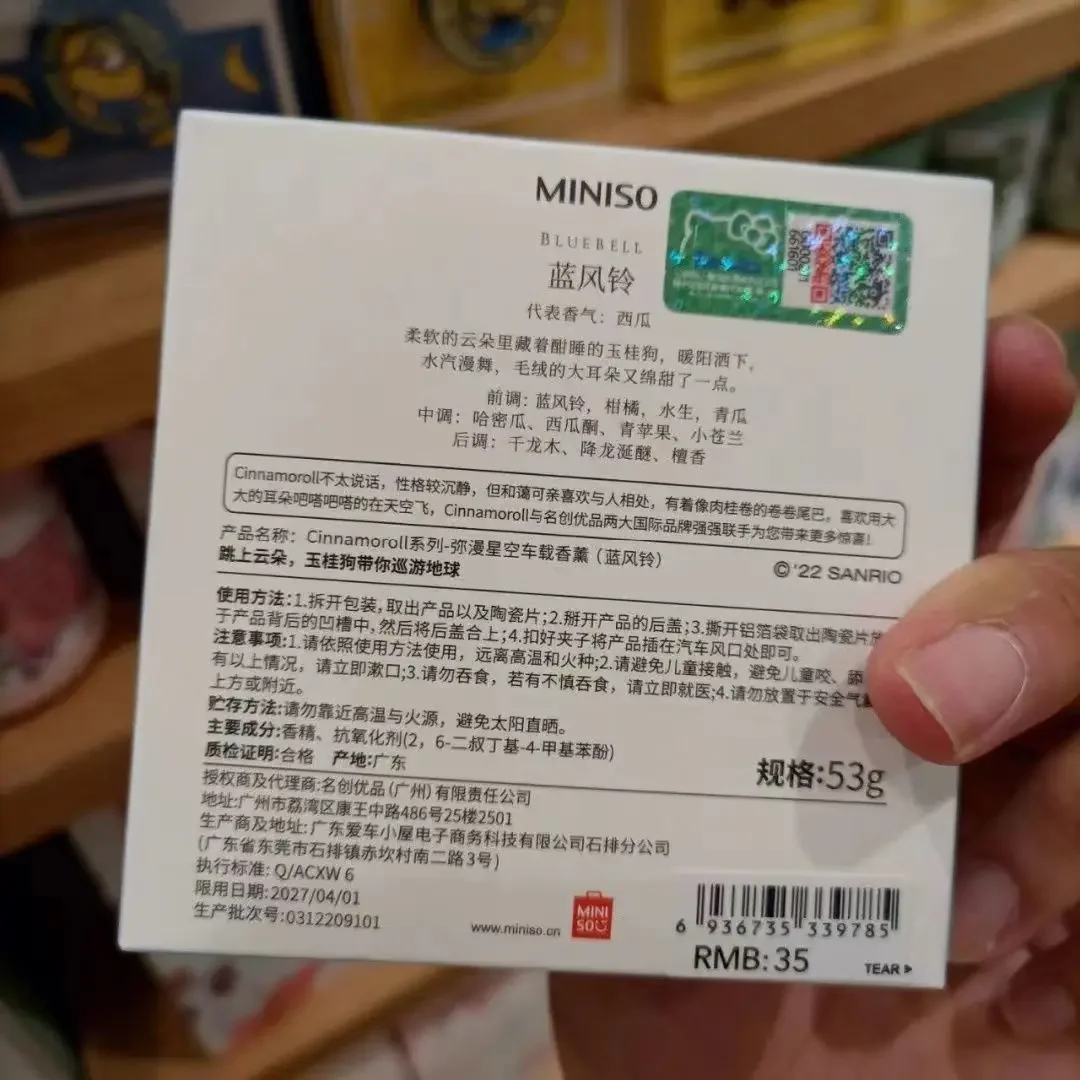 MINISO
BLUEBELL
蓝风铃
代表香气：西瓜
柔软的云朵里藏着酣睡的玉桂狗，暖阳洒下，
水汽漫舞，毛绒的大耳朵又绵甜了一点。
前调：蓝风铃，柑橘，水生，青瓜
中调：哈密瓜、西瓜酮、青苹果、小苍兰
后调：千龙木、降龙涎醚、檀香
Cinnamoroll不太说话，性格较沉静，但和蔼可亲喜欢与人相处，有着像肉桂卷的卷卷尾巴，喜欢用大
大的耳朵吧嗒吧嗒的在天空飞，Cinnamoroll与名创优品两大国际品牌强强联手为您带来更多惊喜！
产品名称：Cinnamoroll系列-弥漫星空车载香薰（蓝风铃）
跳上云朵，玉桂狗带你巡游地球
©'22 SANRIO
使用方法:1.拆开包装,取出产品以及陶瓷片;2.掰开产品的后盖;3.撕开铝箔袋取出陶瓷片放
于产品背后的凹槽中,然后将后盖合上;4.扣好夹子将产品插在汽车风口处即可。
注意事项:1.请依照使用方法使用，远离高温和火种;2.请避免儿童接触，避免儿童咬、舔
有以上情况，请立即漱口;3.请勿吞食，若有不慎吞食，请立即就医;4.请勿放置于安全气
上方或附近。
贮存方法:请勿靠近高温与火源，避免太阳直晒。
主要成分:香精、抗氧化剂(2，6-二叔丁基-4-甲基苯酚)
质检证明:合格 产地:广东
规格:53g
授权商及代理商:名创优品(广州)有限责任公司
地址:广州市荔湾区康王中路486号25楼2501
生产商及地址:广东爱车小屋电子商务科技有限公司石排分公司
(广东省东莞市石排镇赤坎村南二路3号)
执行标准: Q/ACXW 6
限用日期:2027/04/01
生产批次号:0312209101
www.miniso.cn
MINI
SO
6 936735 339785
RMB: 35
TEAR